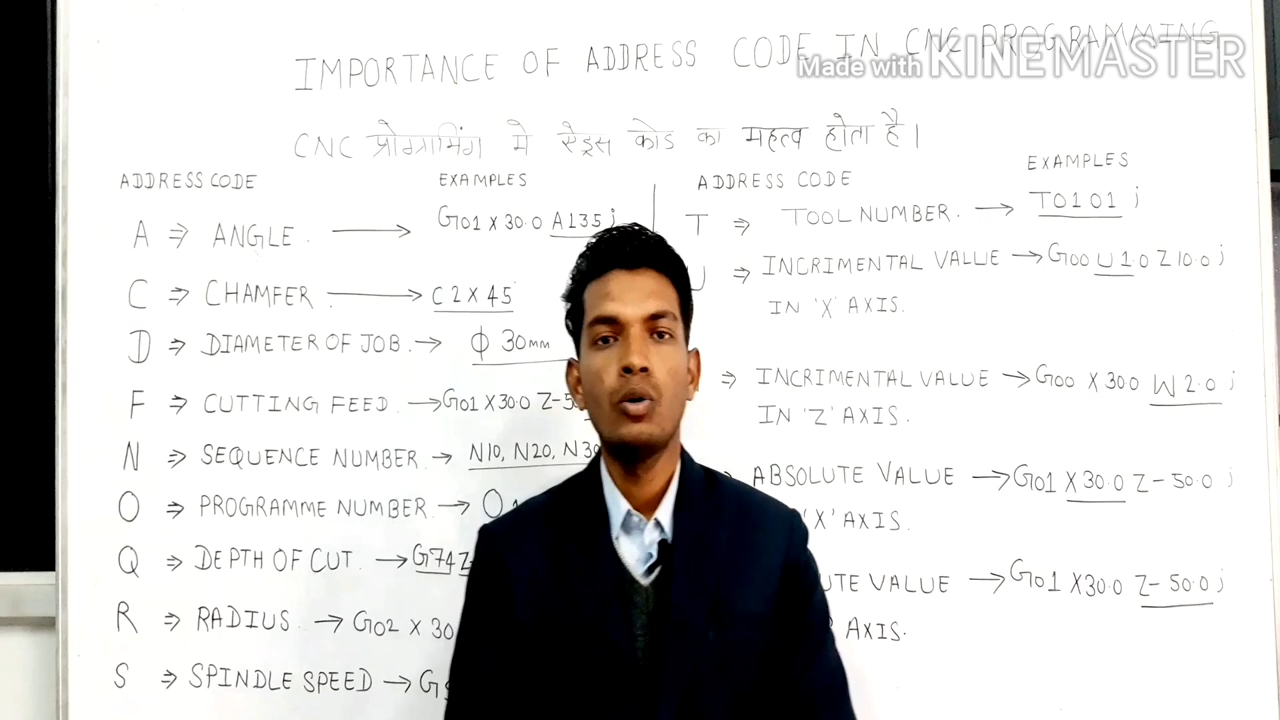 IMPORTANCE OF ADDRESS CODE IN CNC PROGRAMMING
Made with KINEMASTER
CNC प्रोग्रामिंग मे ऐड्रेस कोड का महत्व होता है।
ADDRESS CODE EXAMPLES
A ⇒ ANGLE. → G01 X 30.0 A135 ;
C ⇒ CHAMFER. → C 2 X 45°
D ⇒ DIAMETER OF JOB. → ϕ 30mm
F ⇒ CUTTING FEED. → G01 X 30.0 Z-5
N ⇒ SEQUENCE NUMBER. → N10, N20, N30
O ⇒ PROGRAMME NUMBER. → O
Q ⇒ DEPTH OF CUT. → G74 Z
R ⇒ RADIUS. → G02 X 30
S ⇒ SPINDLE SPEED → G
ADDRESS CODE EXAMPLES
T ⇒ TOOL NUMBER. → T0101 ;
U ⇒ INCRIMENTAL VALUE → G00 U 1.0 Z10.0 ;
IN 'X' AXIS.
⇒ INCRIMENTAL VALUE → G00 X 30.0 W 2.0 ;
IN 'Z' AXIS.
ABSOLUTE VALUE → G01 X 30.0 Z - 50.0 ;
'X' AXIS.
UTE VALUE → G01 X30.0 Z - 50.0 ;
AXIS.